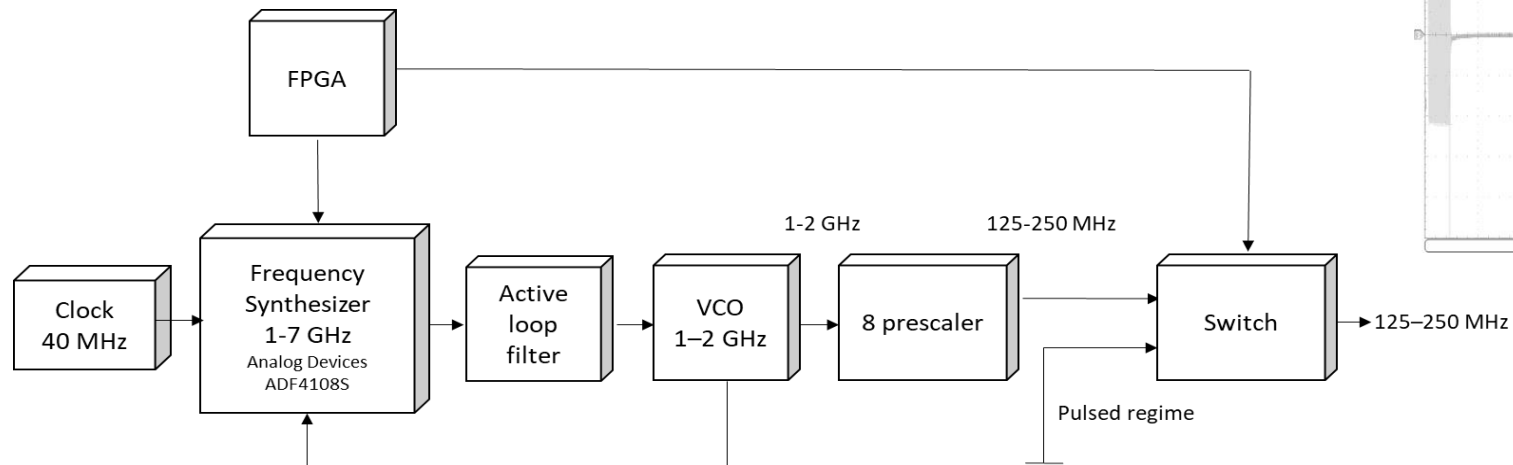 FPGA
1-2 GHz
125-250 MHz
Clock
40 MHz
Frequency
Synthesizer
1-7 GHz
Analog Devices
ADF4108S
Active
loop
filter
VCO
1–2 GHz
8 prescaler
Switch
125–250 MHz
Pulsed regime